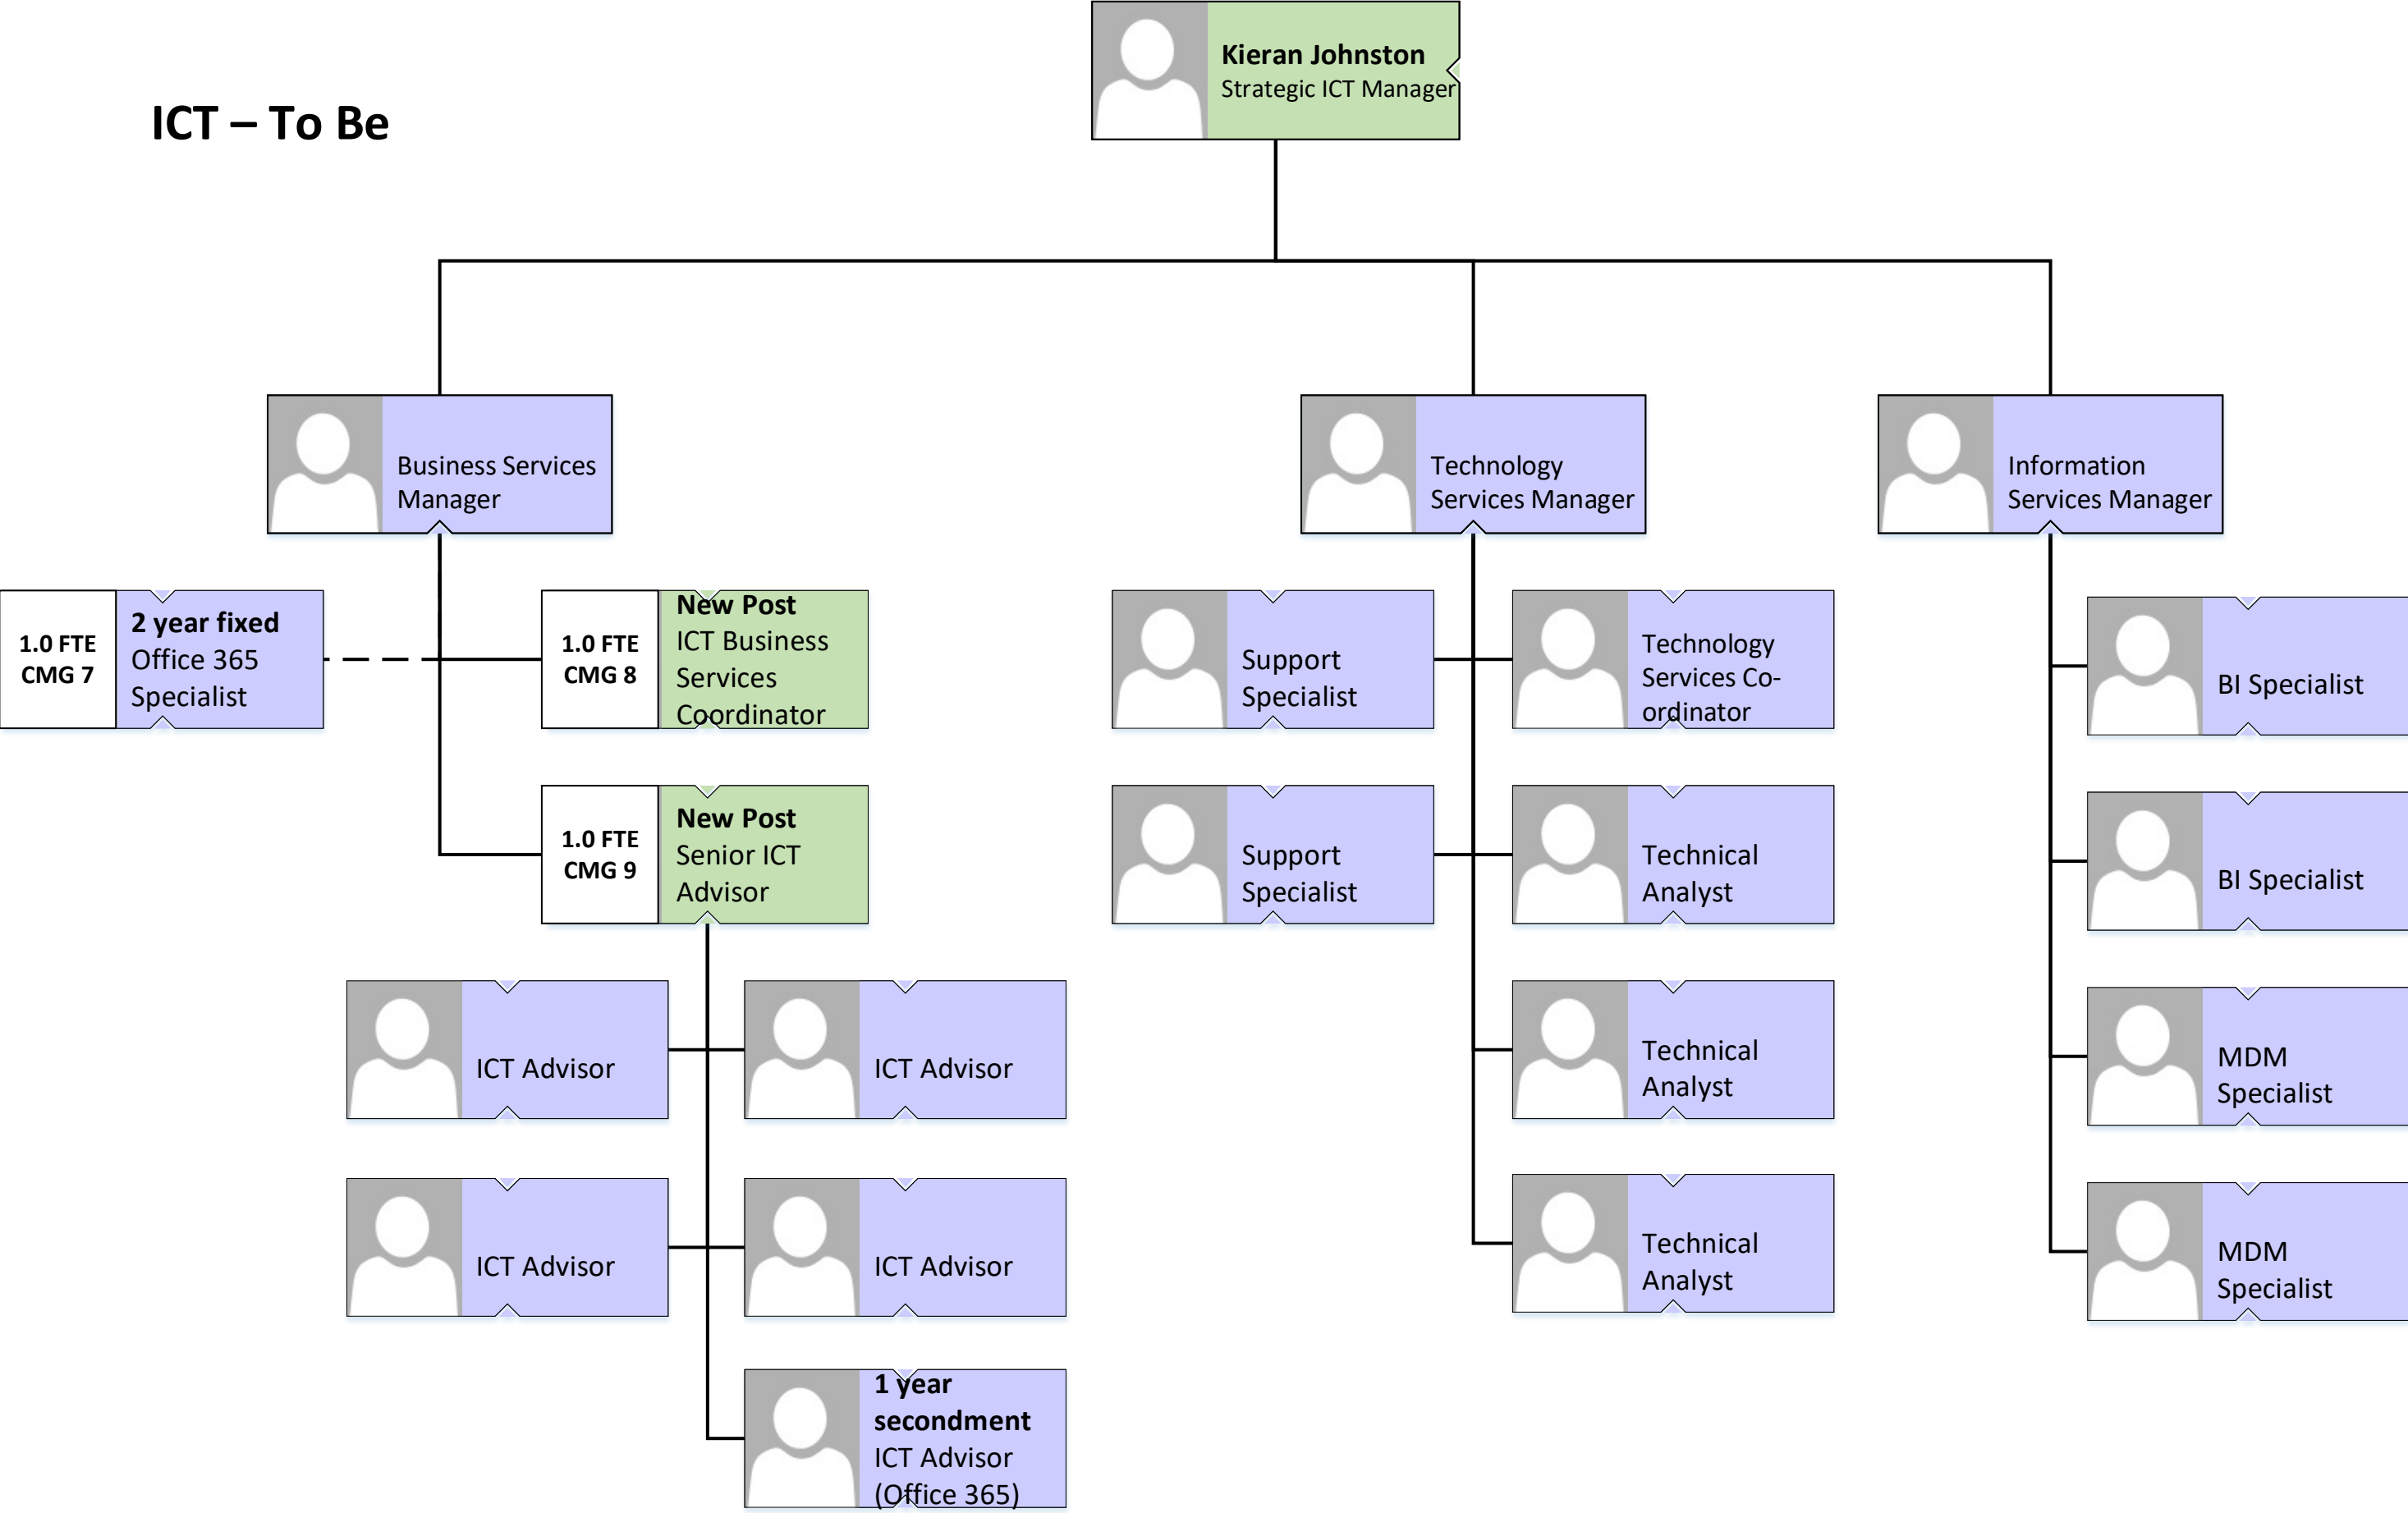 Kieran Johnston
Strategic ICT Manager
ICT – To Be
Business Services
Manager
Technology
Services Manager
Information
Services Manager
1.0 FTE
CMG 7
2 year fixed
Office 365
Specialist
1.0 FTE
CMG 8
New Post
ICT Business
Services
Coordinator
Support
Specialist
Technology
Services Co-
ordinator
BI Specialist
1.0 FTE
CMG 9
New Post
Senior ICT
Advisor
Support
Specialist
Technical
Analyst
BI Specialist
ICT Advisor
ICT Advisor
Technical
Analyst
MDM
Specialist
ICT Advisor
ICT Advisor
Technical
Analyst
MDM
Specialist
1 year
secondment
ICT Advisor
(Office 365)